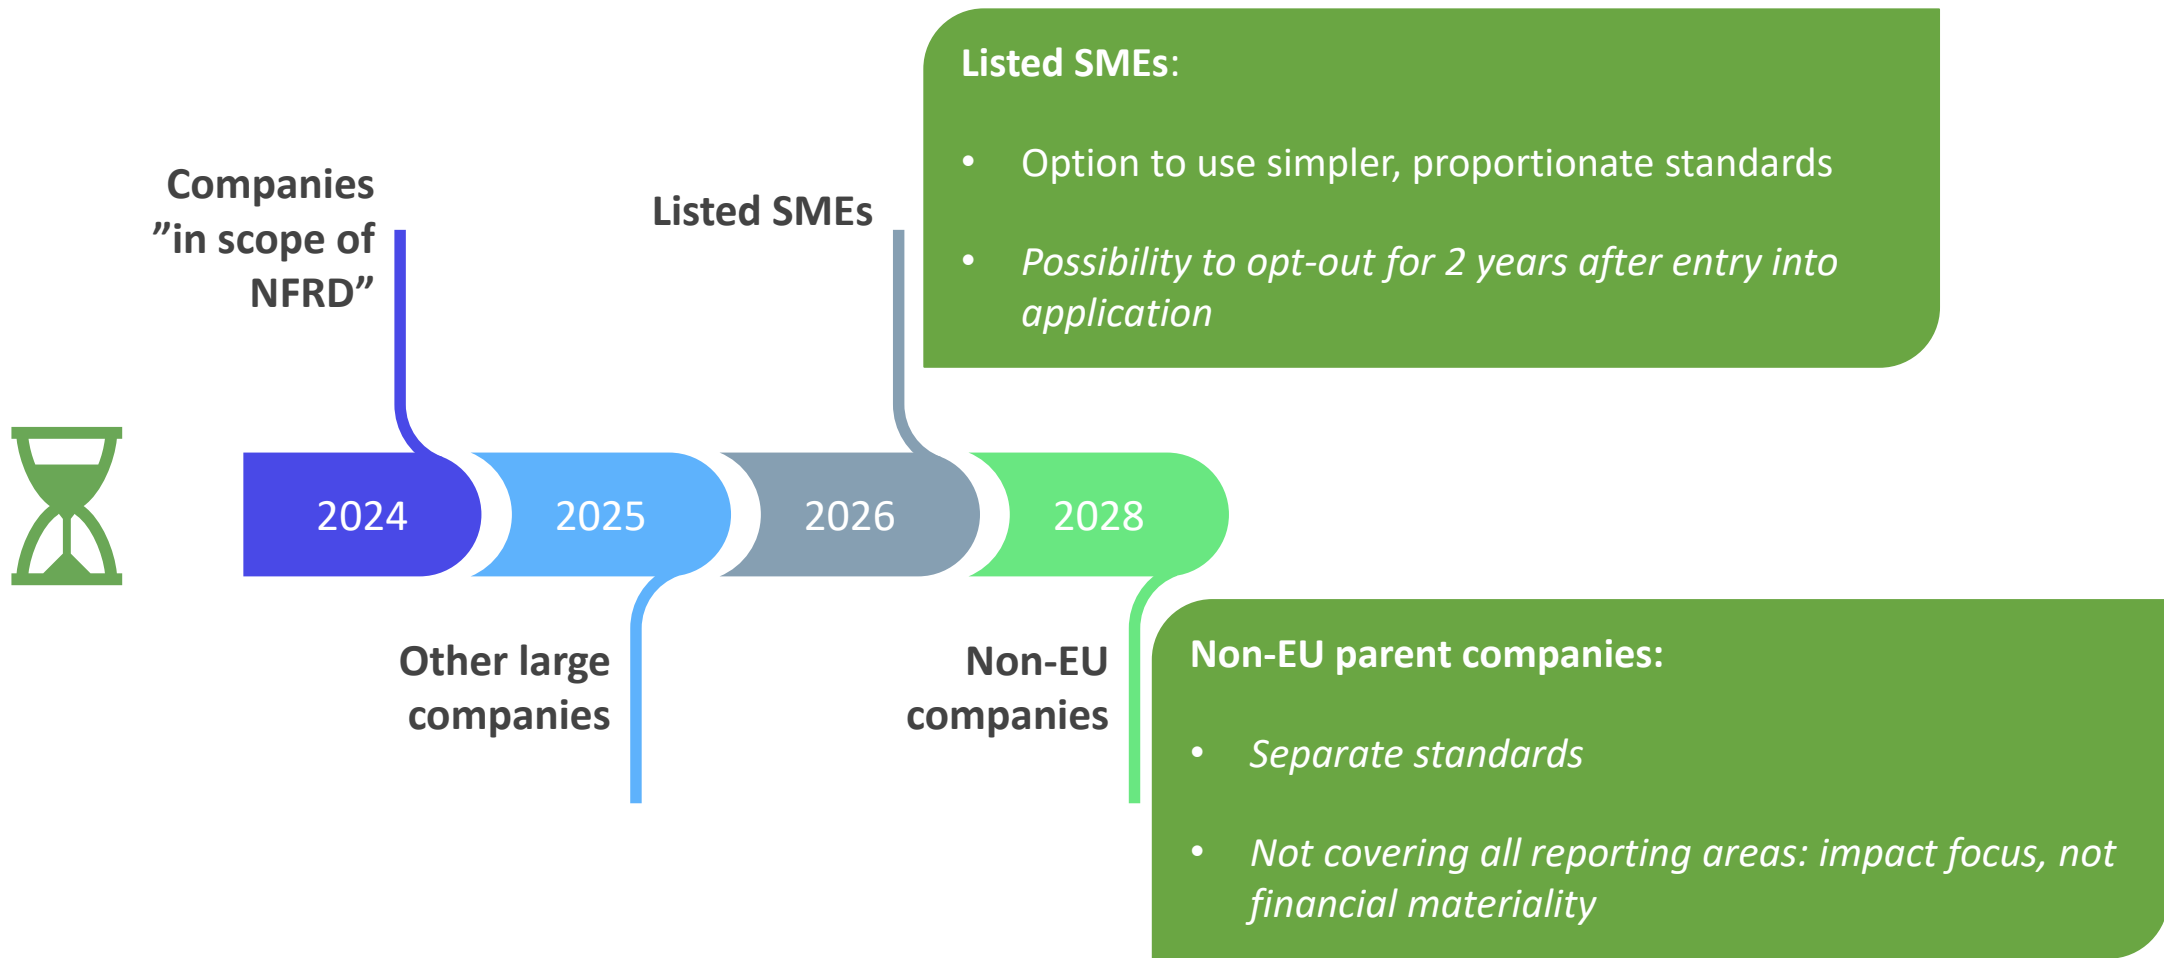 Listed SMEs:
• Option to use simpler, proportionate standards
• Possibility to opt-out for 2 years after entry into
application
Companies
”in scope of
NFRD”
Listed SMEs
2024
2025
2026
2028
Other large
companies
Non-EU
companies
Non-EU parent companies:
• Separate standards
• Not covering all reporting areas: impact focus, not
financial materiality